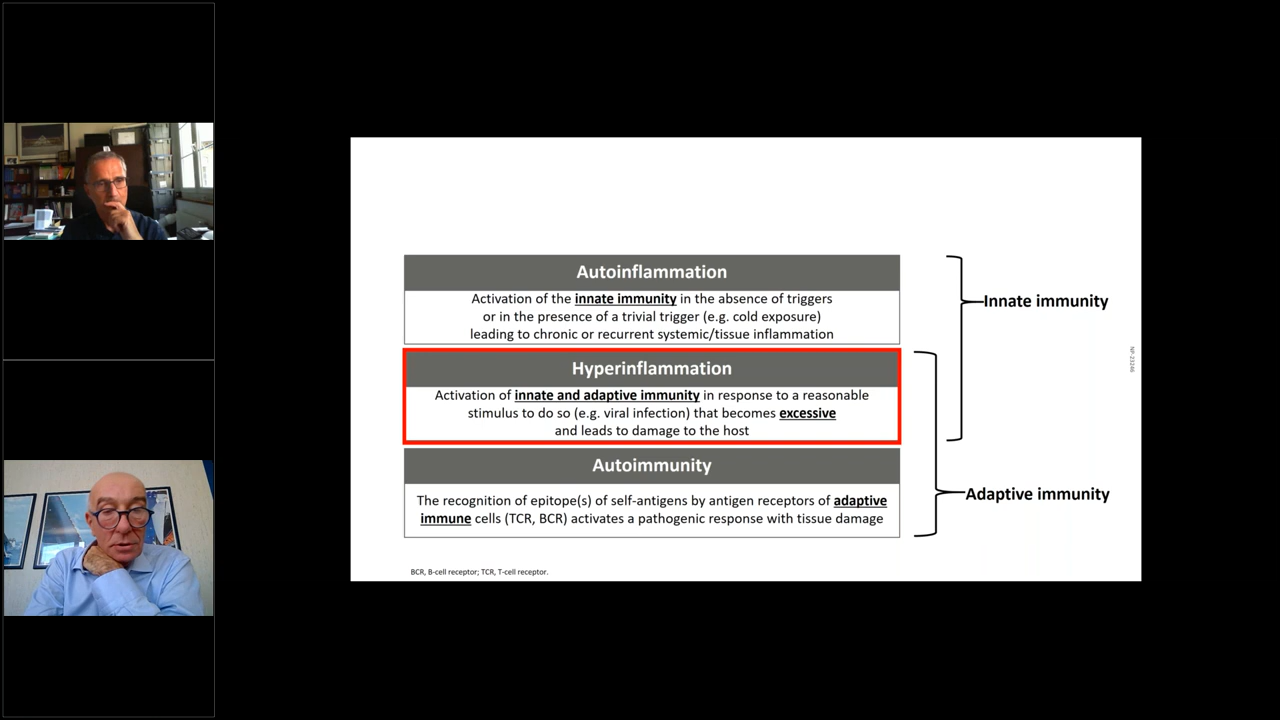 Autoinflammation
Activation of the innate immunity in the absence of triggers
or in the presence of a trivial trigger (e.g. cold exposure)
leading to chronic or recurrent systemic/tissue inflammation
Innate immunity
Hyperinflammation
Activation of innate and adaptive immunity in response to a reasonable
stimulus to do so (e.g. viral infection) that becomes excessive
and leads to damage to the host
Autoimmunity
The recognition of epitope(s) of self-antigens by antigen receptors of adaptive
immune cells (TCR, BCR) activates a pathogenic response with tissue damage
Adaptive immunity
BCR, B-cell receptor; TCR, T-cell receptor.